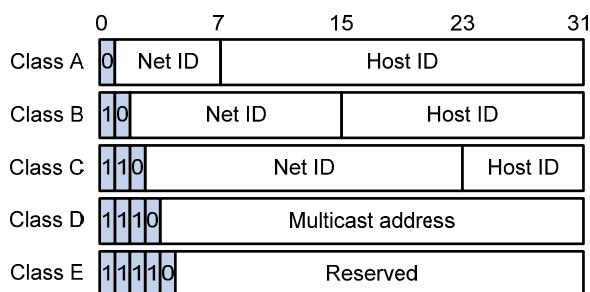 0 7 15 23 31
Class A 0 Net ID Host ID
Class B 1 0 Net ID Host ID
Class C 1 1 0 Net ID Host ID
Class D 1 1 1 0 Multicast address
Class E 1 1 1 1 0 Reserved